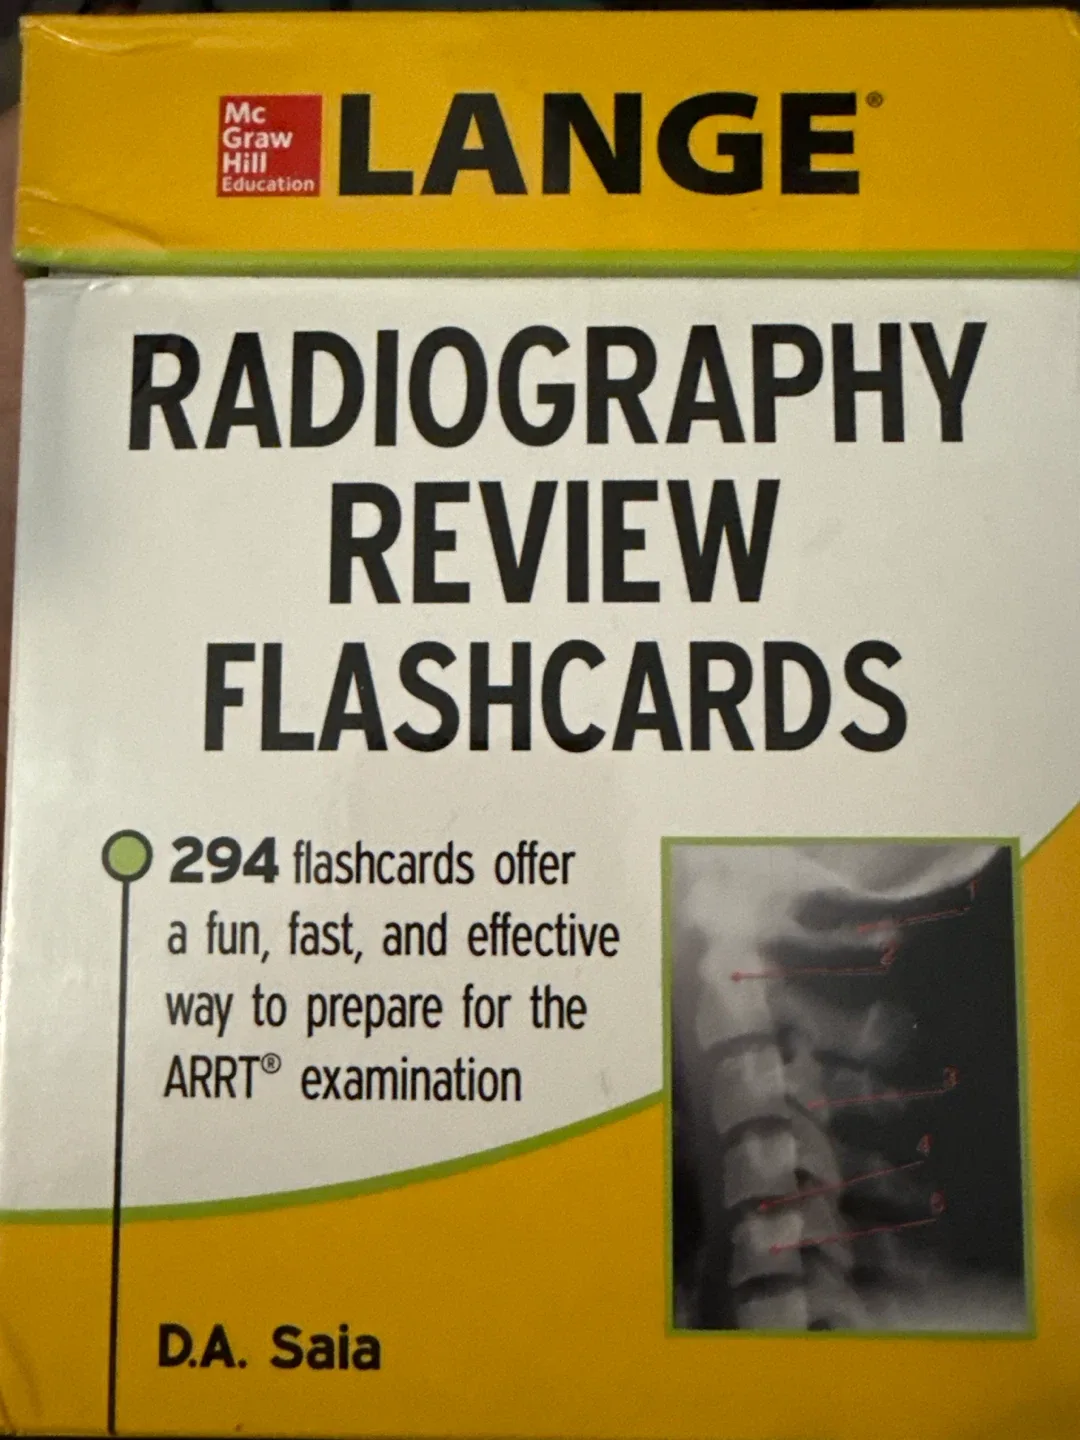 Mc
Graw
Hill
Education
LANGE®
RADIOGRAPHY
REVIEW
FLASHCARDS
294 flashcards offer
a fun, fast, and effective
way to prepare for the
ARRT® examination
1
2
3
4
D.A. Saia